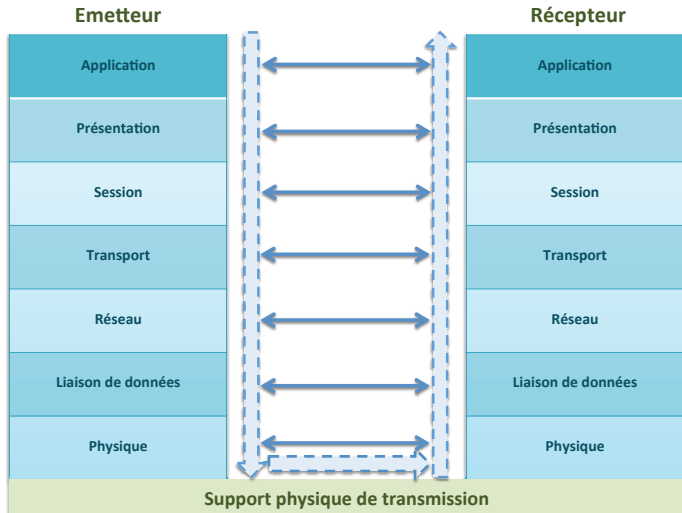 Emetteur
Récepteur
Application
Application
Présentation
Présentation
Session
Session
Transport
Transport
Réseau
Réseau
Liaison de données
Liaison de données
Physique
Physique
Support physique de transmission